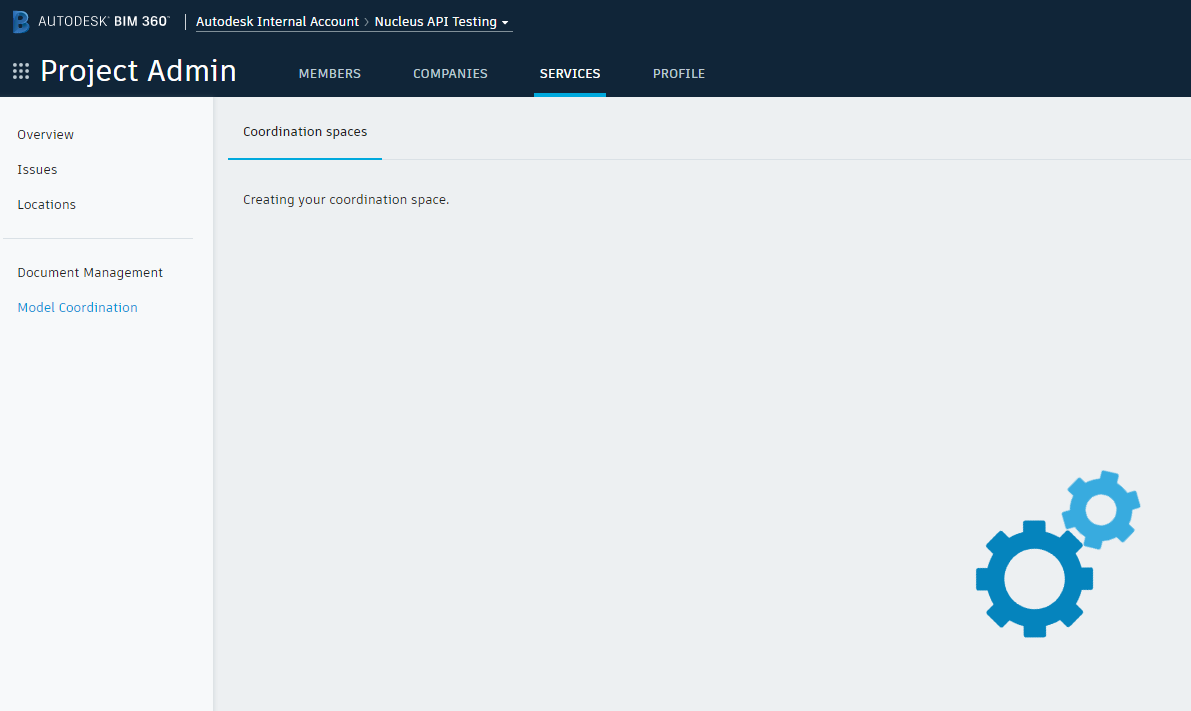 AUTODESK® BIM 360™ Autodesk Internal Account > Nucleus API Testing
Project Admin MEMBERS COMPANIES SERVICES PROFILE
Overview
Issues
Locations
Document Management
Model Coordination
Coordination spaces
Creating your coordination space.